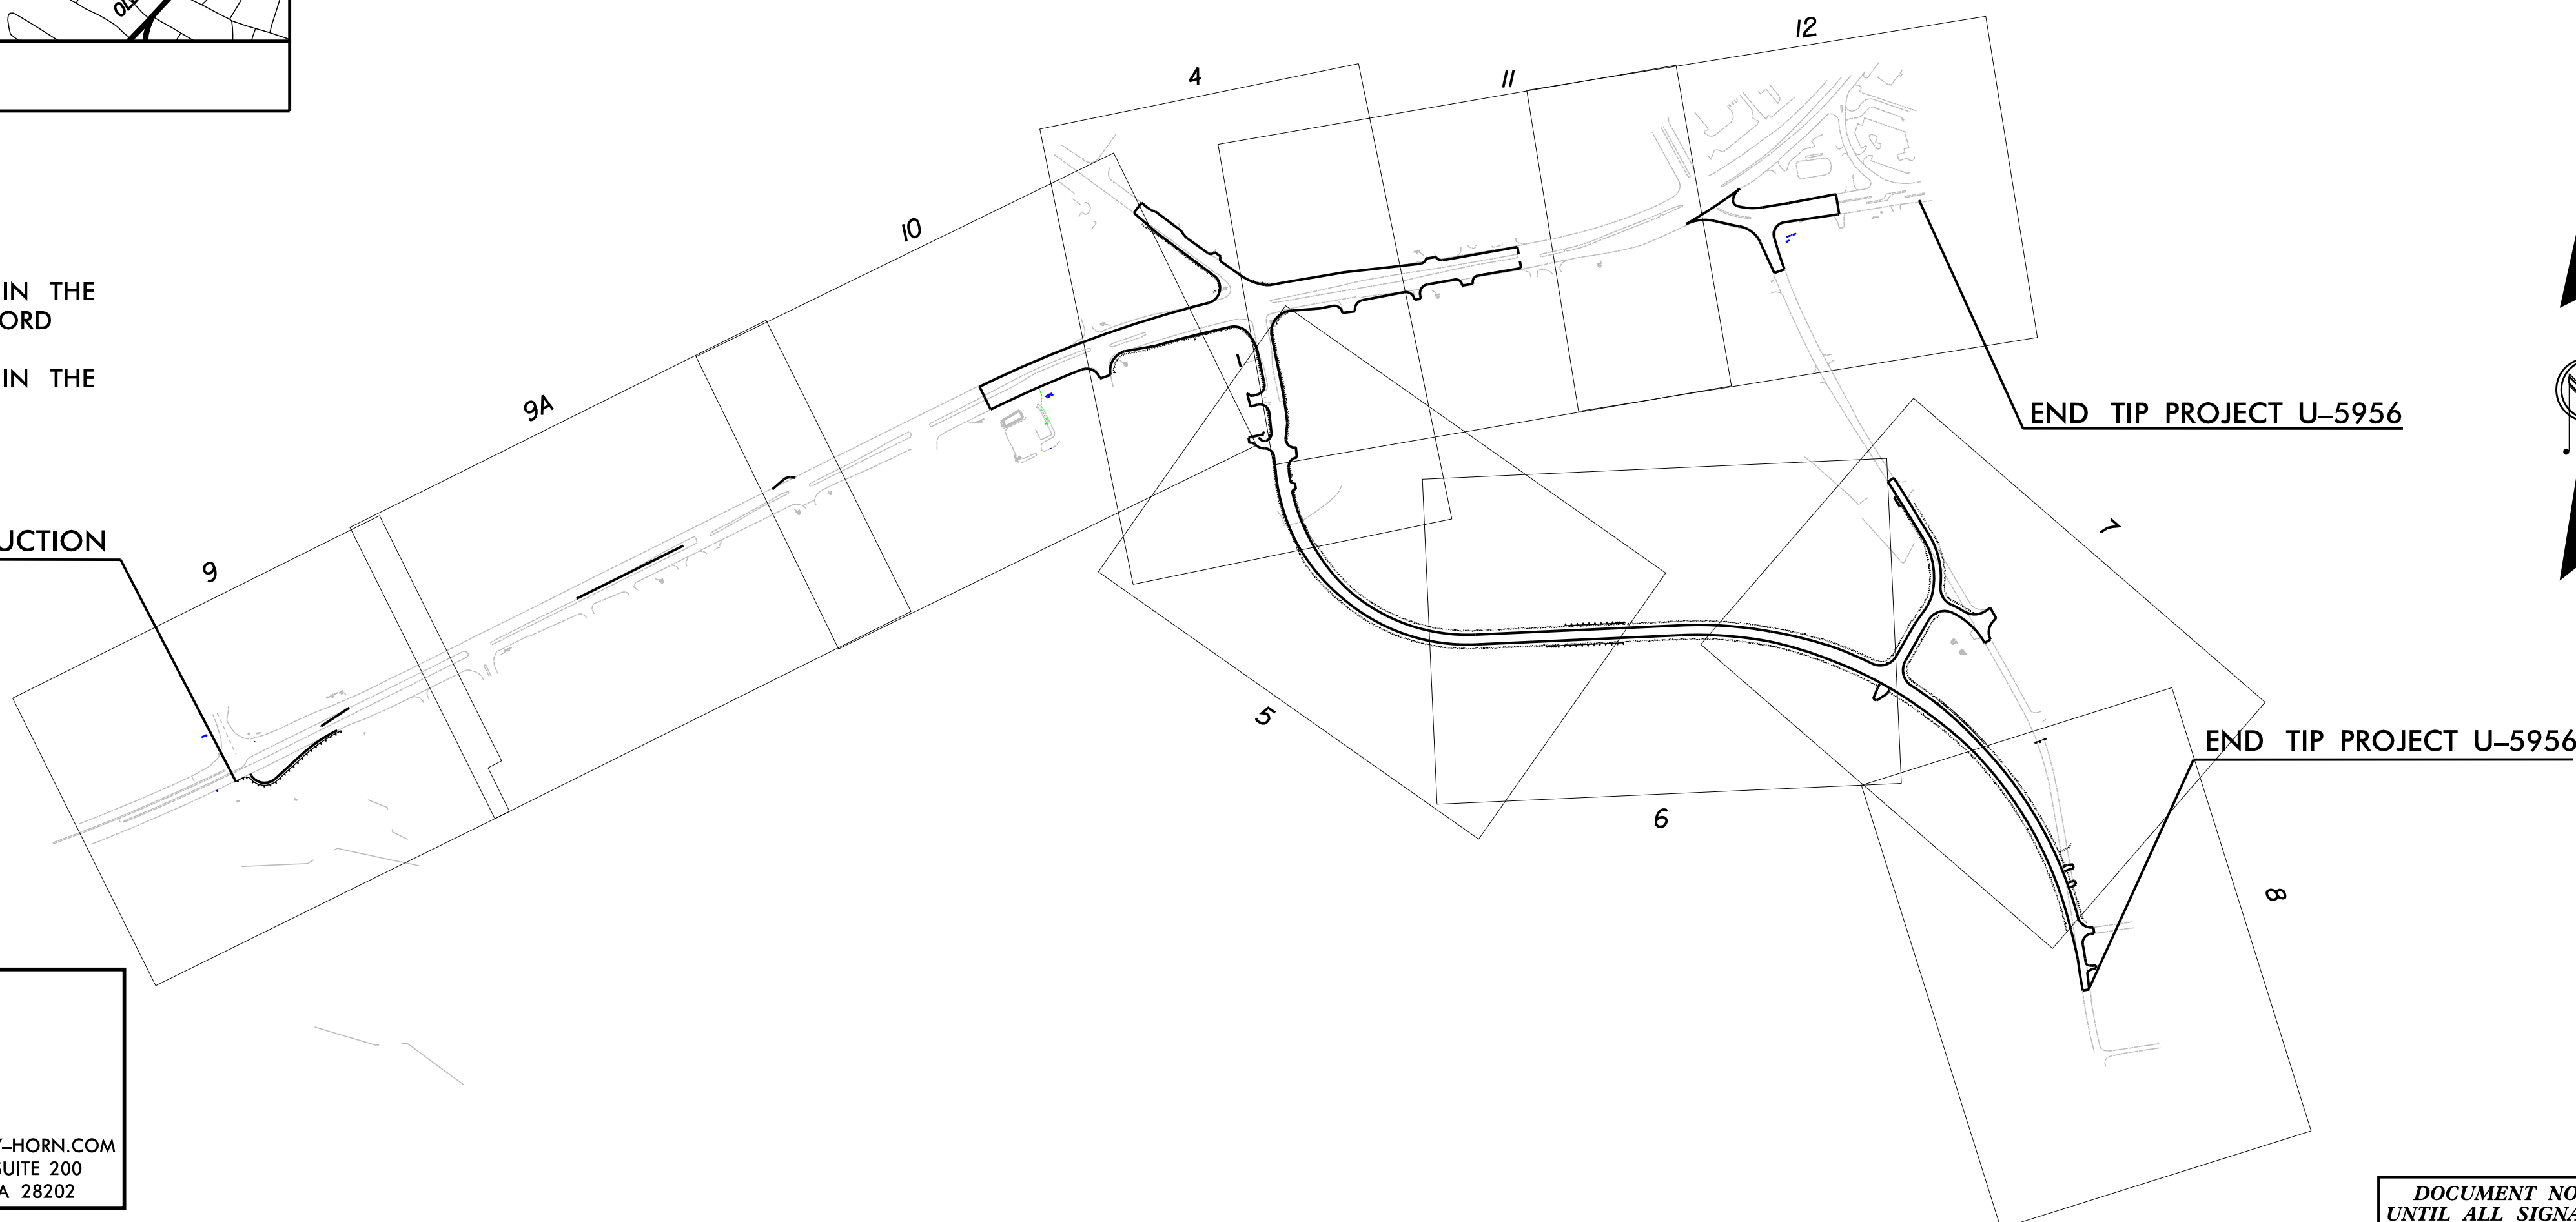 12
4
11
10
IN THE
ORD
IN THE
9A
END TIP PROJECT U–5956
7
UCTION
9
5
END TIP PROJECT U–5956
6
8
Y–HORN.COM
SUITE 200
A 28202
DOCUMENT NO
UNTIL ALL SIGNA